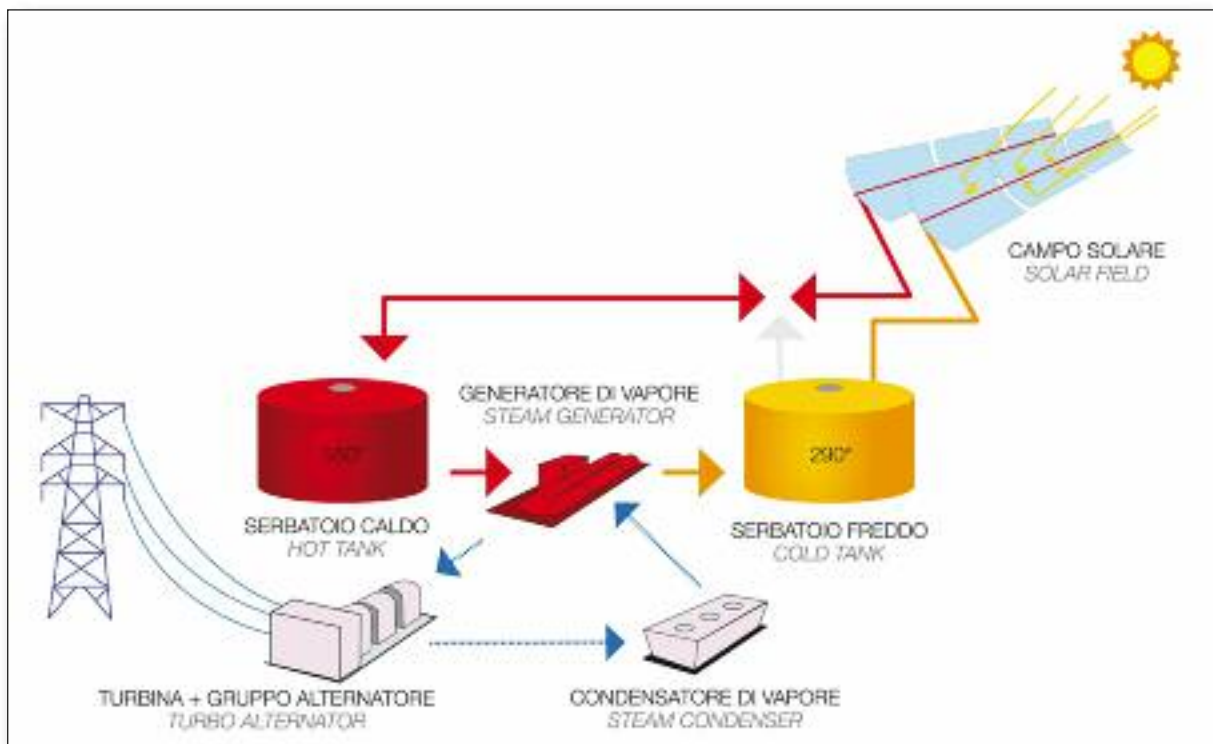 CAMPO SOLARE
SOLAR FIELD
GENERATORE DI VAPORE
STEAM GENERATOR
290°
SERBATOIO CALDO
HOT TANK
SERBATOIO FREDDO
COLD TANK
TURBINA + GRUPPO ALTERNATORE
TURBO ALTERNATOR
CONDENSATORE DI VAPORE
STEAM CONDENSER